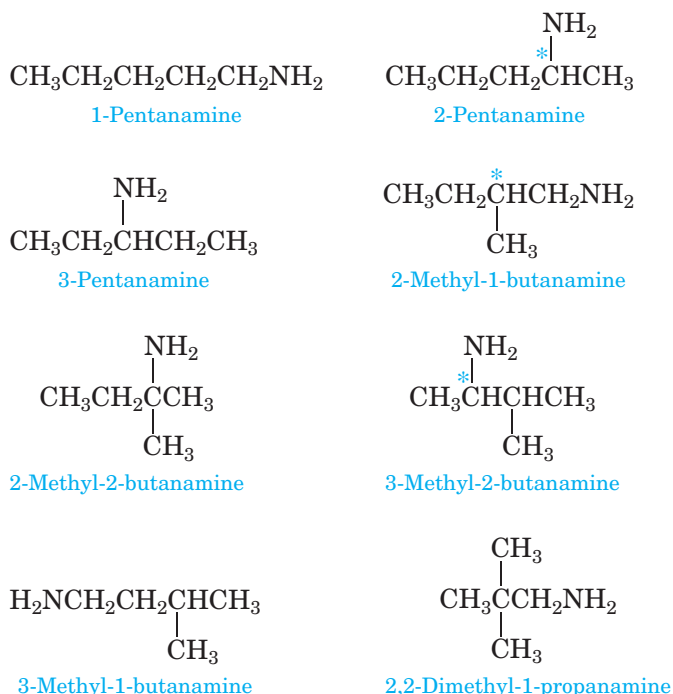 NH₂
*
CH₃CH₂CH₂CH₂CH₂NH₂ CH₃CH₂CH₂CHCH₃
1-Pentanamine 2-Pentanamine
NH₂
*
CH₃CH₂CHCH₂CH₃ CH₃CH₂CHCH₂NH₂
CH₃
3-Pentanamine 2-Methyl-1-butanamine
NH₂ NH₂
*
CH₃CH₂CCH₃ CH₃CHCHCH₃
CH₃ CH₃
2-Methyl-2-butanamine 3-Methyl-2-butanamine
CH₃
H₂NCH₂CH₂CHCH₃ CH₃CCH₂NH₂
CH₃ CH₃
3-Methyl-1-butanamine 2,2-Dimethyl-1-propanamine